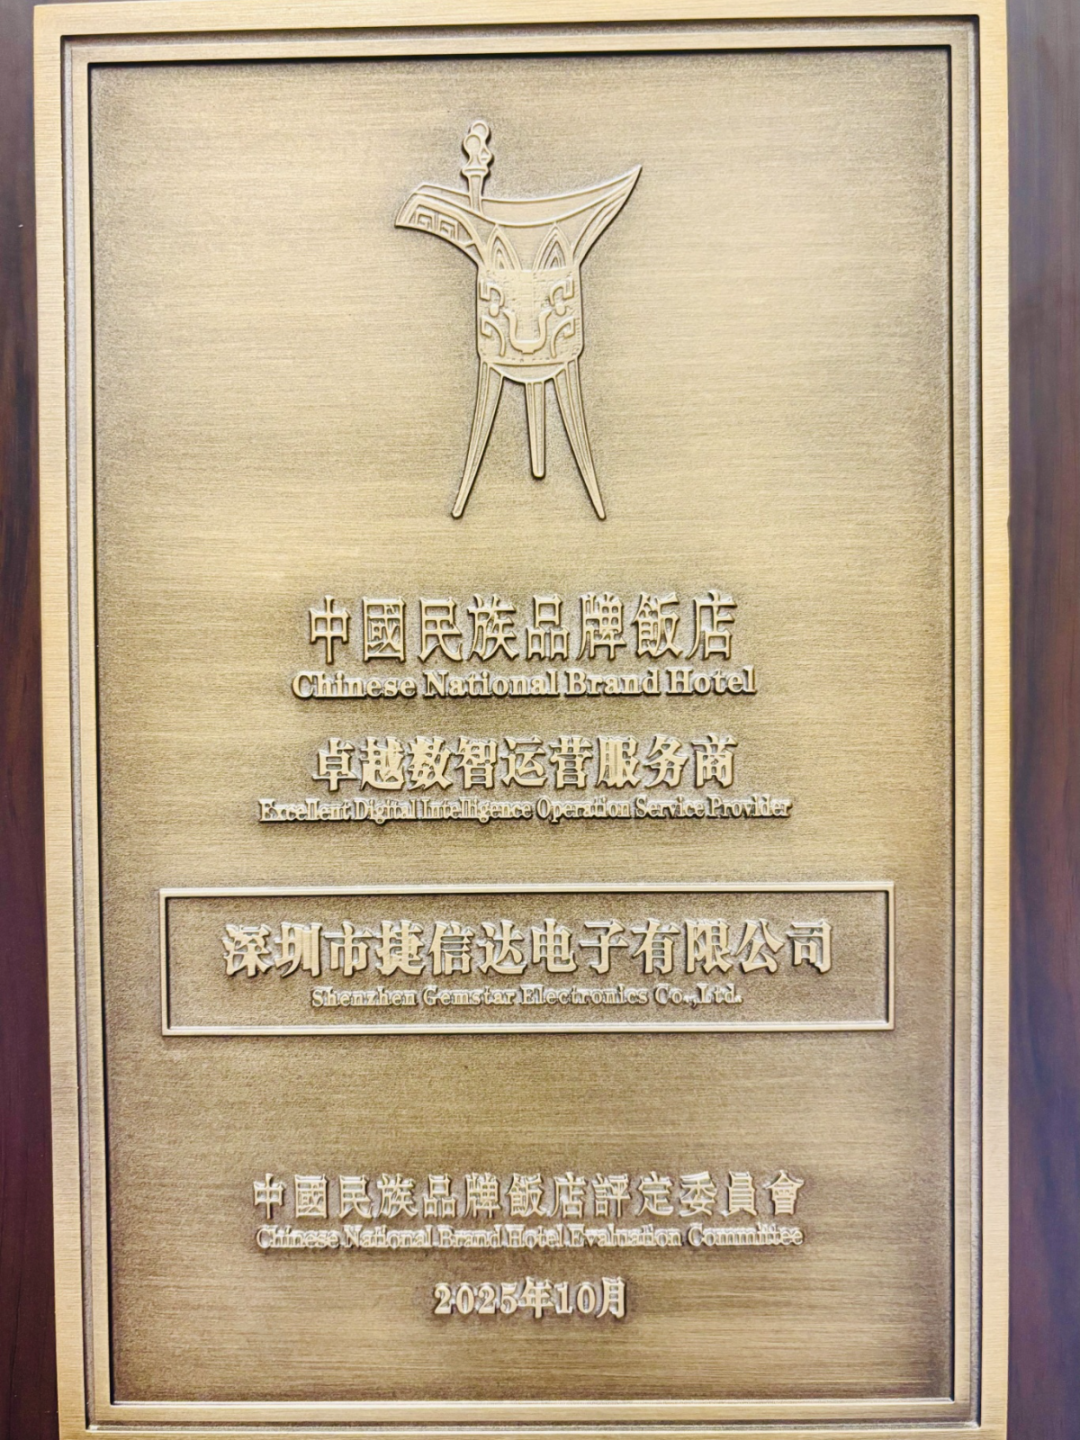 中國民族品牌飯店
Chinese National Brand Hotel
卓越数智运营服务商
Excellent Digital Intelligence Operation Service Provider
深圳市捷信达电子有限公司
Shenzhen Gemstar Electronics Co.,Ltd.
中國民族品牌飯店評定委員會
Chinese National Brand Hotel Evaluation Committee
2025年10月